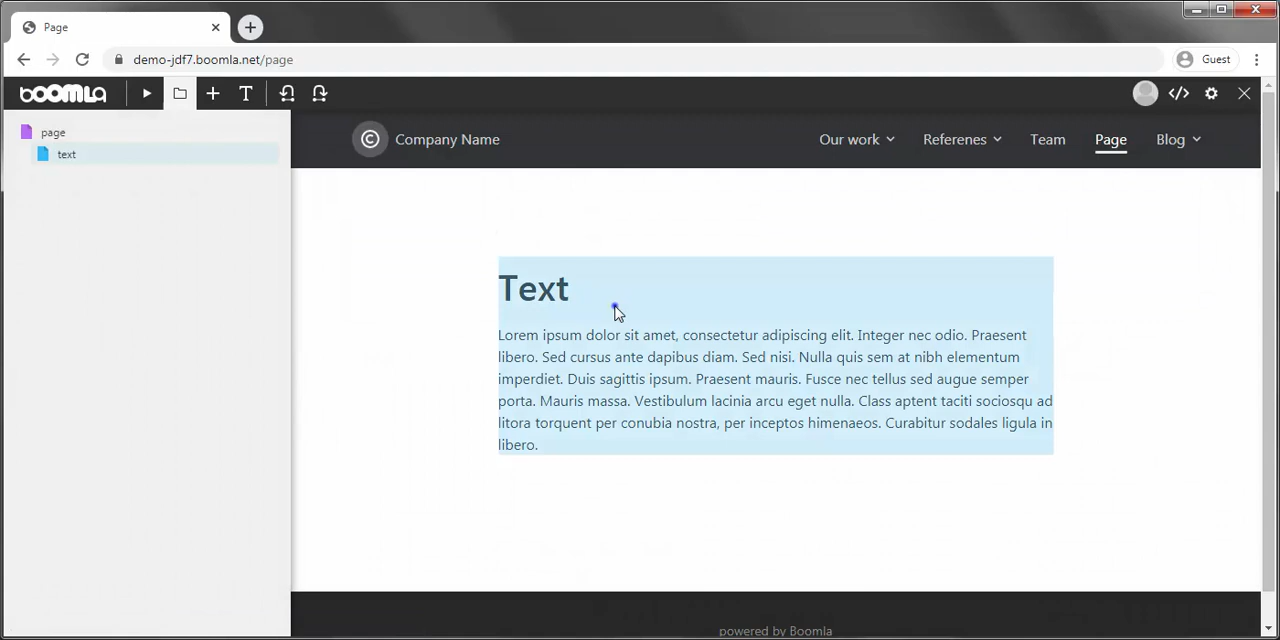 Page
demo-jdf7.boomla.net/page
Guest
boomla
T
page
text
© Company Name
Our work
Referenes
Team
Page
Blog
Text
Lorem ipsum dolor sit amet, consectetur adipiscing elit. Integer nec odio. Praesent
libero. Sed cursus ante dapibus diam. Sed nisi. Nulla quis sem at nibh elementum
imperdiet. Duis sagittis ipsum. Praesent mauris. Fusce nec tellus sed augue semper
porta. Mauris massa. Vestibulum lacinia arcu eget nulla. Class aptent taciti sociosqu ad
litora torquent per conubia nostra, per inceptos himenaeos. Curabitur sodales ligula in
libero.
powered by Boomla